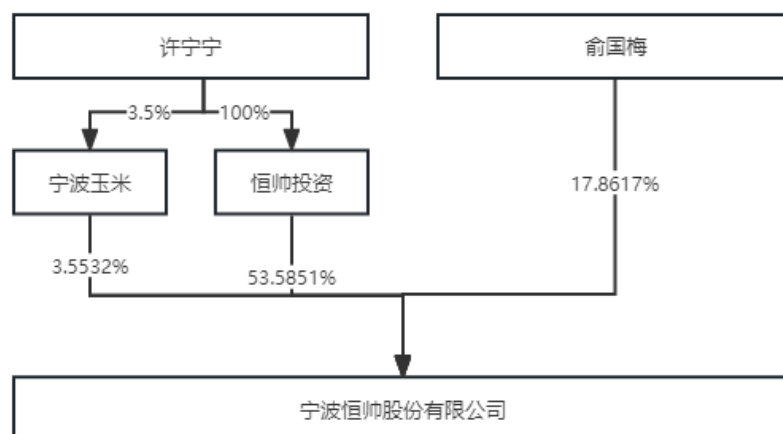 许宁宁
俞国梅
3.5%
100%
宁波玉米
恒帅投资
17.8617%
3.5532%
53.5851%
宁波恒帅股份有限公司